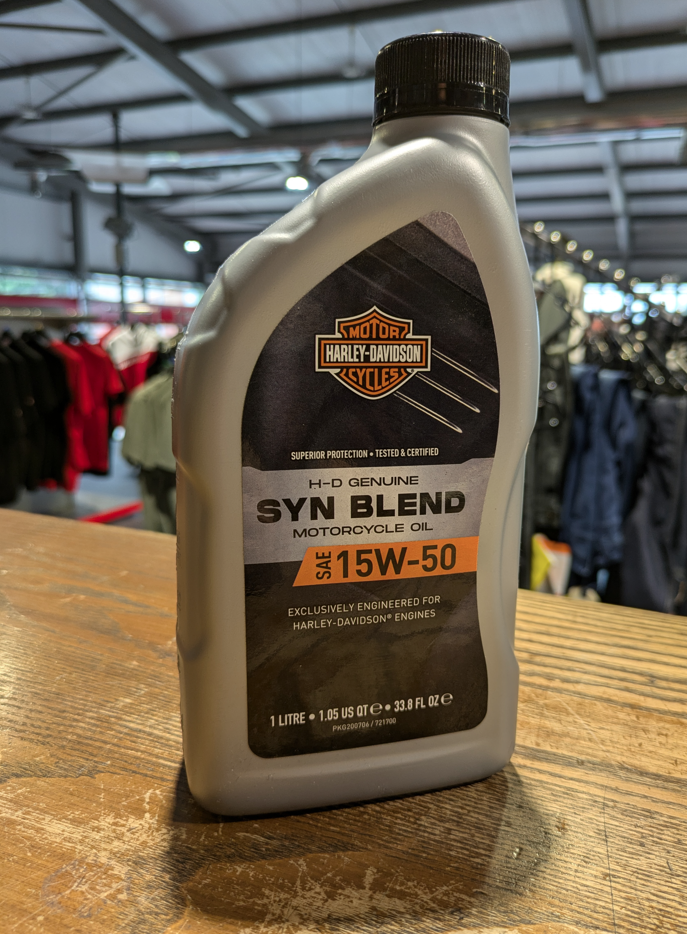 MOTOR
HARLEY-DAVIDSON
CYCLES
SUPERIOR PROTECTION • TESTED & CERTIFIED
H-D GENUINE
SYN BLEND
MOTORCYCLE OIL
SAE 15W-50
EXCLUSIVELY ENGINEERED FOR
HARLEY-DAVIDSON® ENGINES
1 LITRE • 1.05 US QT ℮ • 33.8 FL OZ ℮
PKG200706 / 721700